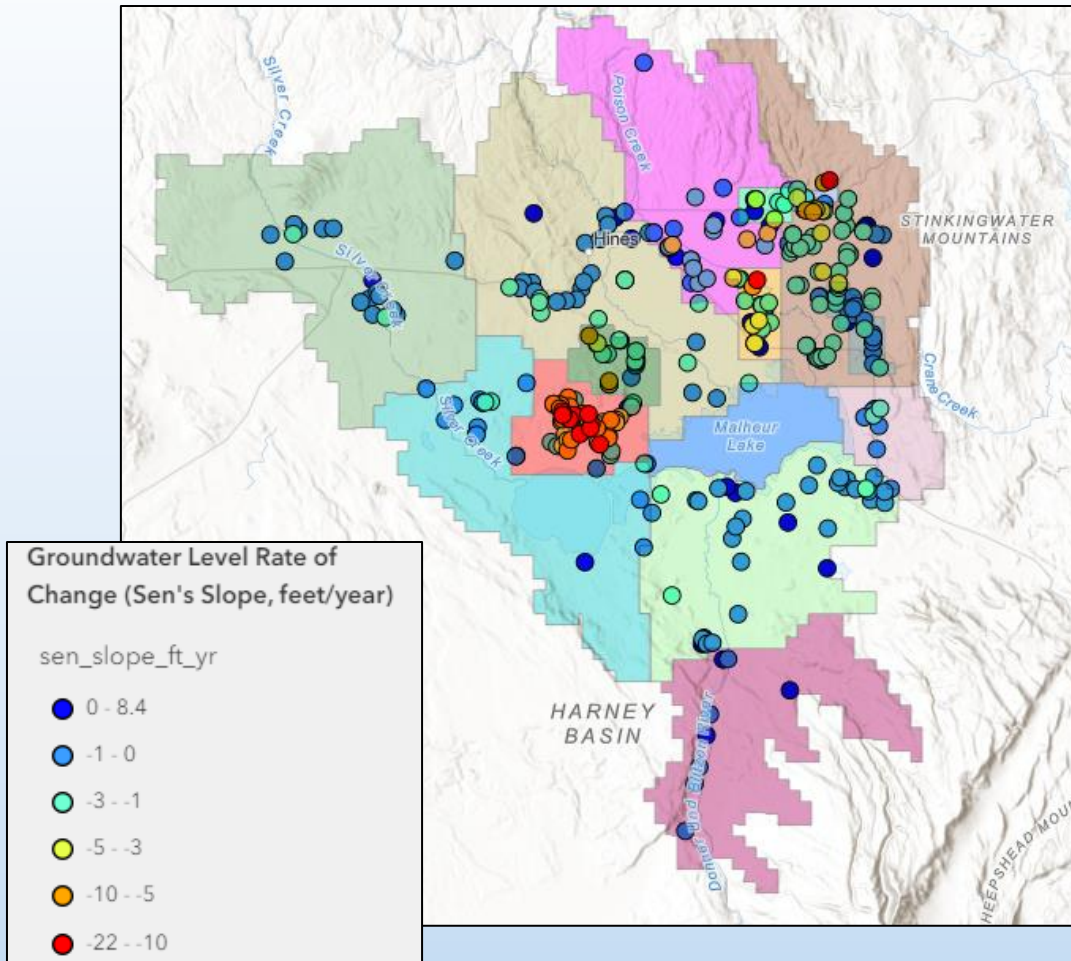 Silver Creek
Poison Creek
STINKINGWATER
MOUNTAINS
Hines
Silver Creek
Crane Creek
Silver Creek
Malheur
Lake
HARNEY
BASIN
Donner und Blitzen River
HEEPSHEAD MOU
Groundwater Level Rate of
Change (Sen's Slope, feet/year)
sen_slope_ft_yr
0 - 8.4
-1 - 0
-3 - -1
-5 - -3
-10 - -5
-22 - -10